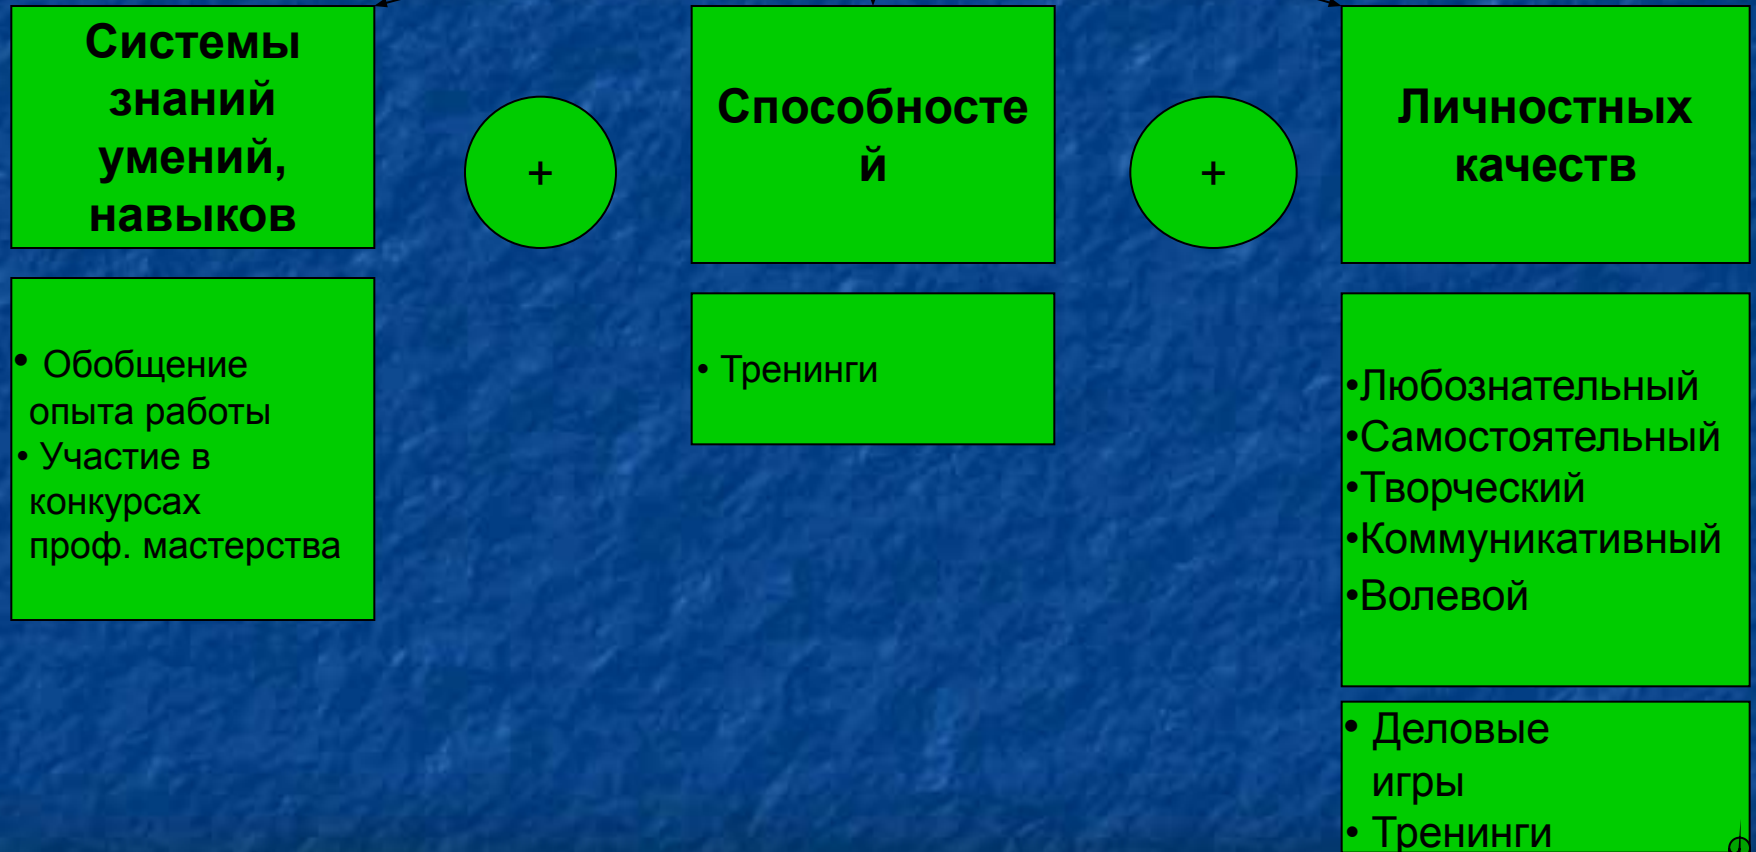 Системы
знаний
умений,
навыков
+
Способносте
й
+
Личностных
качеств
• Обобщение
опыта работы
• Участие в
конкурсах
проф. мастерства
• Тренинги
•Любознательный
•Самостоятельный
•Творческий
•Коммуникативный
•Волевой
• Деловые
игры
• Тренинги